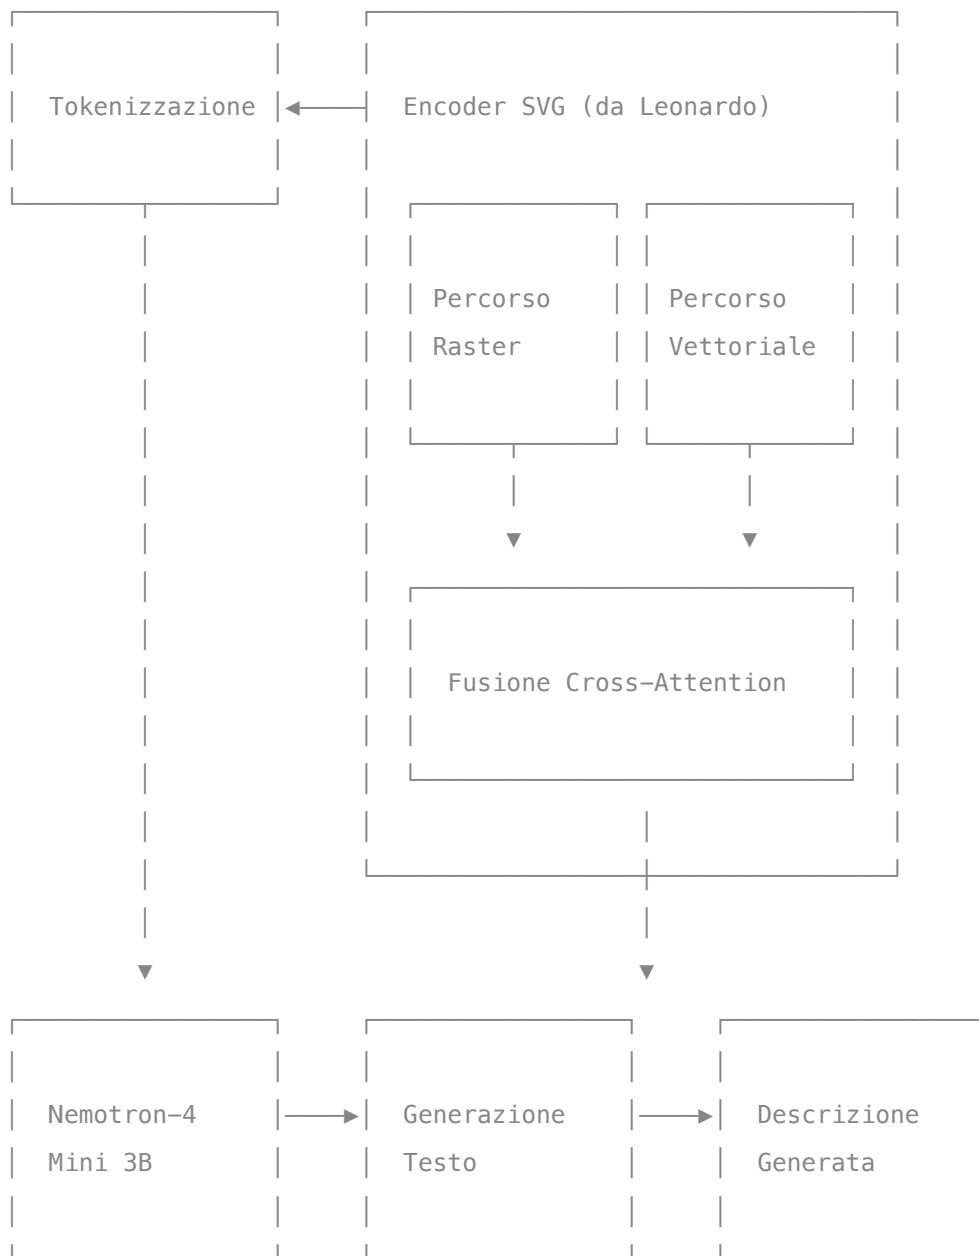 Tokenizzazione
Encoder SVG (da Leonardo)
Percorso
Raster
Percorso
Vettoriale
Fusione Cross-Attention
Nemotron-4
Mini 3B
Generazione
Testo
Descrizione
Generata